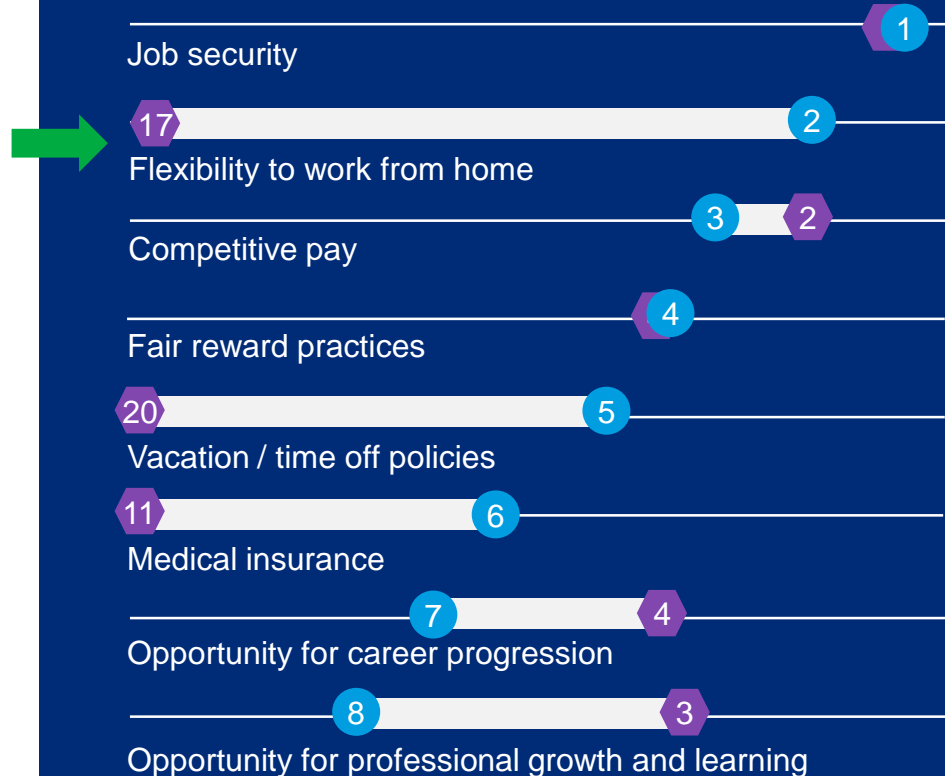 1
Job security
17 2
Flexibility to work from home
3 2
Competitive pay
4
Fair reward practices
20 5
Vacation / time off policies
11 6
Medical insurance
7 4
Opportunity for career progression
8 3
Opportunity for professional growth and learning